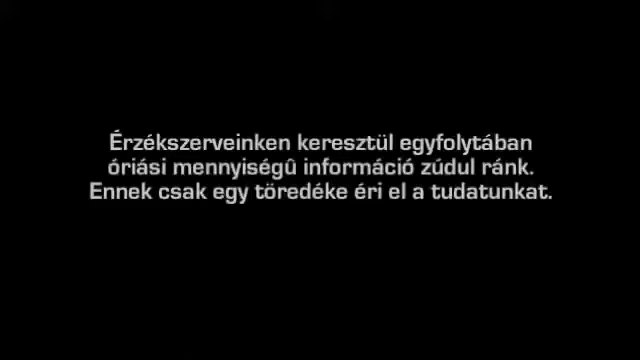 Érzékszerveinken keresztül egyfolytában
óriási mennyiségû információ zúdul ránk.
Ennek csak egy töredéke éri el a tudatunkat.